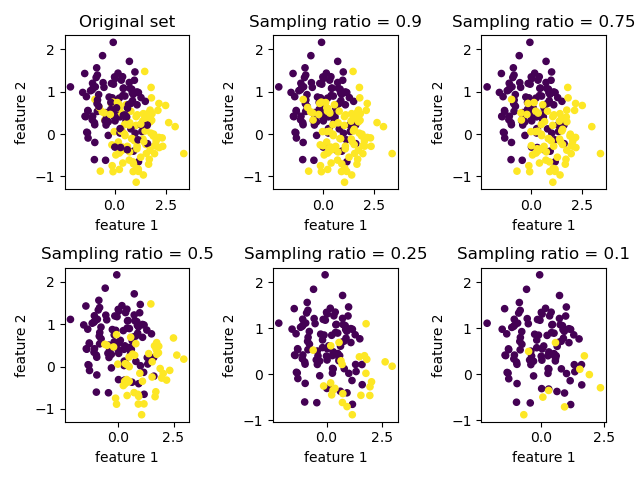 Original set
Sampling ratio = 0.9
Sampling ratio = 0.75
2
1
0
−1
feature 2
0.0
2.5
feature 1
2
1
0
−1
feature 2
0.0
2.5
feature 1
2
1
0
−1
feature 2
0.0
2.5
feature 1
Sampling ratio = 0.5
Sampling ratio = 0.25
Sampling ratio = 0.1
2
1
0
−1
feature 2
0.0
2.5
feature 1
2
1
0
−1
feature 2
0.0
2.5
feature 1
2
1
0
−1
feature 2
0.0
2.5
feature 1